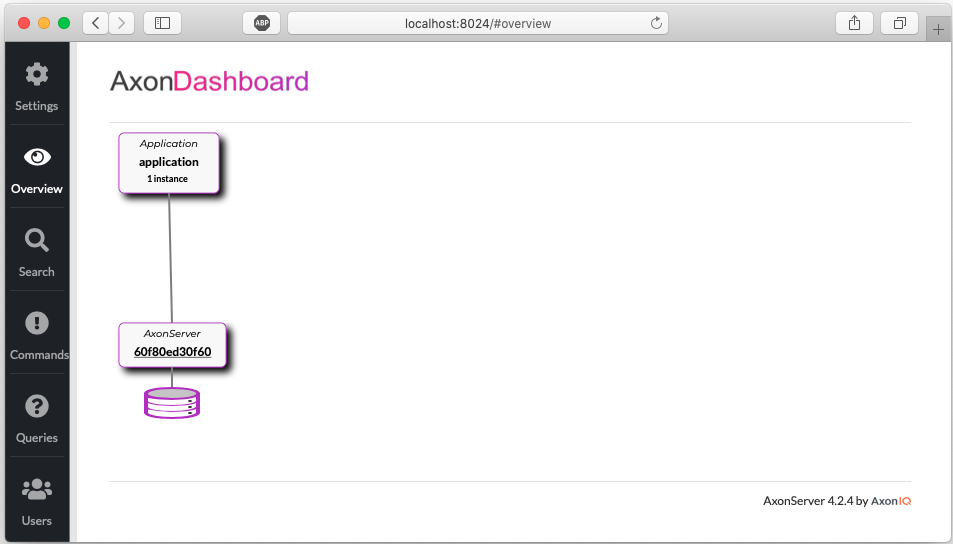 ABP
localhost:8024/#overview
AxonDashboard
Settings
Overview
Search
Commands
Queries
Users
Application
application
1 instance
AxonServer
60f80ed30f60
AxonServer 4.2.4 by AxonIQ